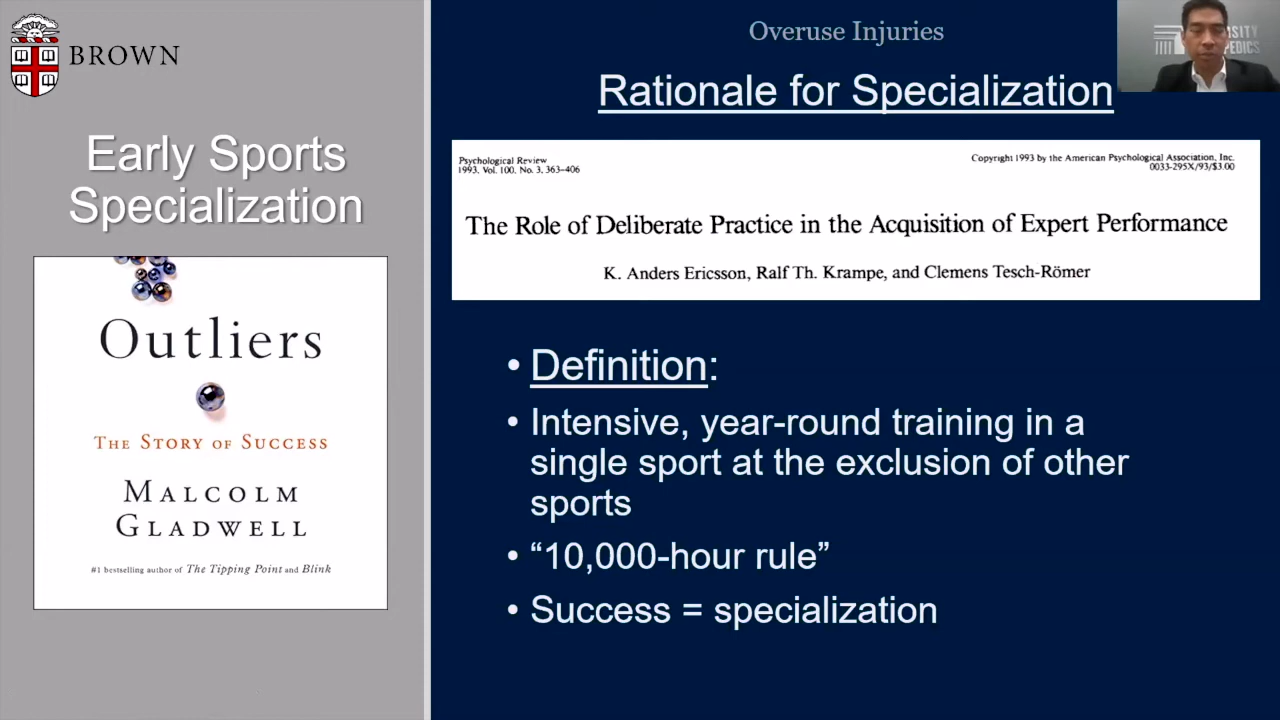 BROWN
Early Sports
Specialization
Outliers
THE STORY OF SUCCESS
MALCOLM
GLADWELL
#1 bestselling author of The Tipping Point and Blink
Overuse Injuries
Rationale for Specialization
Psychological Review
1993, Vol. 100. No. 3, 363-406
Copyright 1993 by the American Psychological Association, Inc.
0033-295X/93/$3.00
The Role of Deliberate Practice in the Acquisition of Expert Performance
K. Anders Ericsson, Ralf Th. Krampe, and Clemens Tesch-Römer
• Definition:
• Intensive, year-round training in a
single sport at the exclusion of other
sports
• “10,000-hour rule”
• Success = specialization